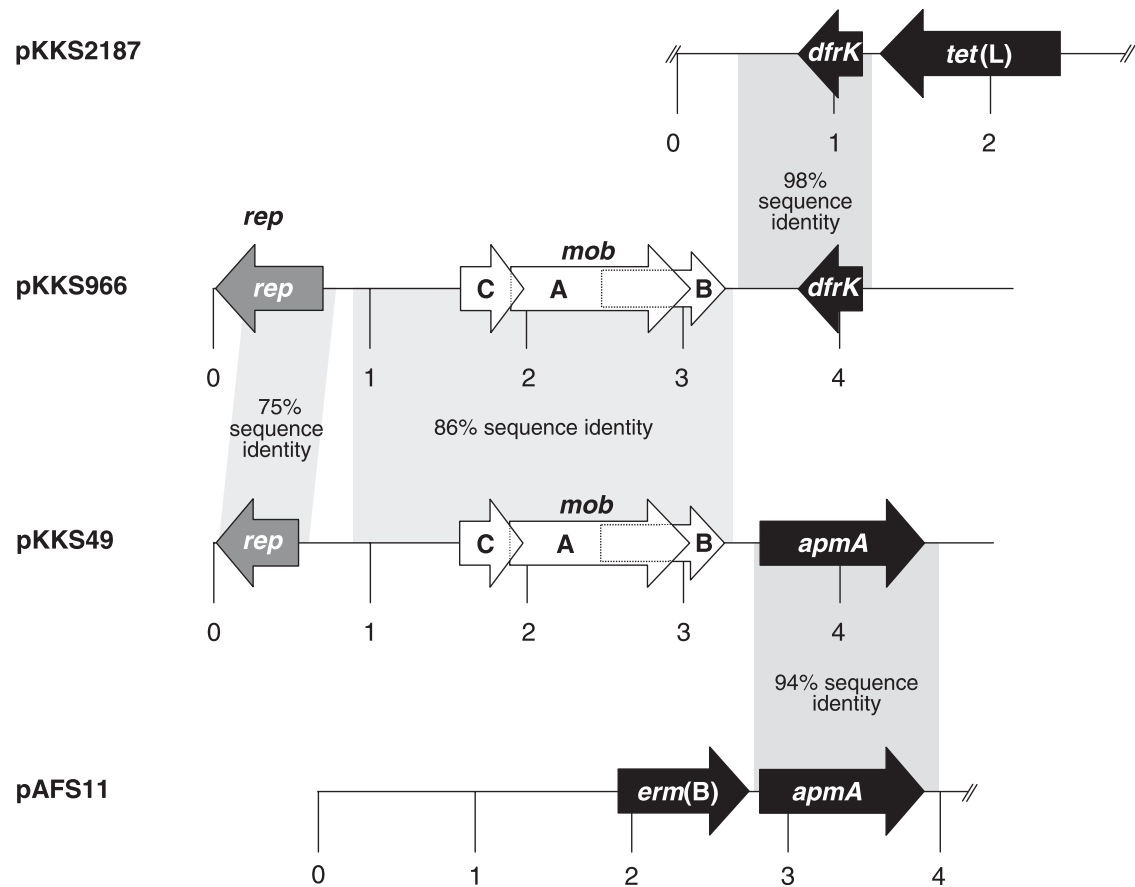 pKKS2187
dfrK
tet(L)
0 1 2
98%
sequence
identity
rep
mob
pKKS966
rep
C A B
dfrK
0 1 2 3 4
75%
sequence
identity
86% sequence identity
mob
pKKS49
rep
C A B
apmA
0 1 2 3 4
94% sequence
identity
pAFS11
erm(B)
apmA
0 1 2 3 4